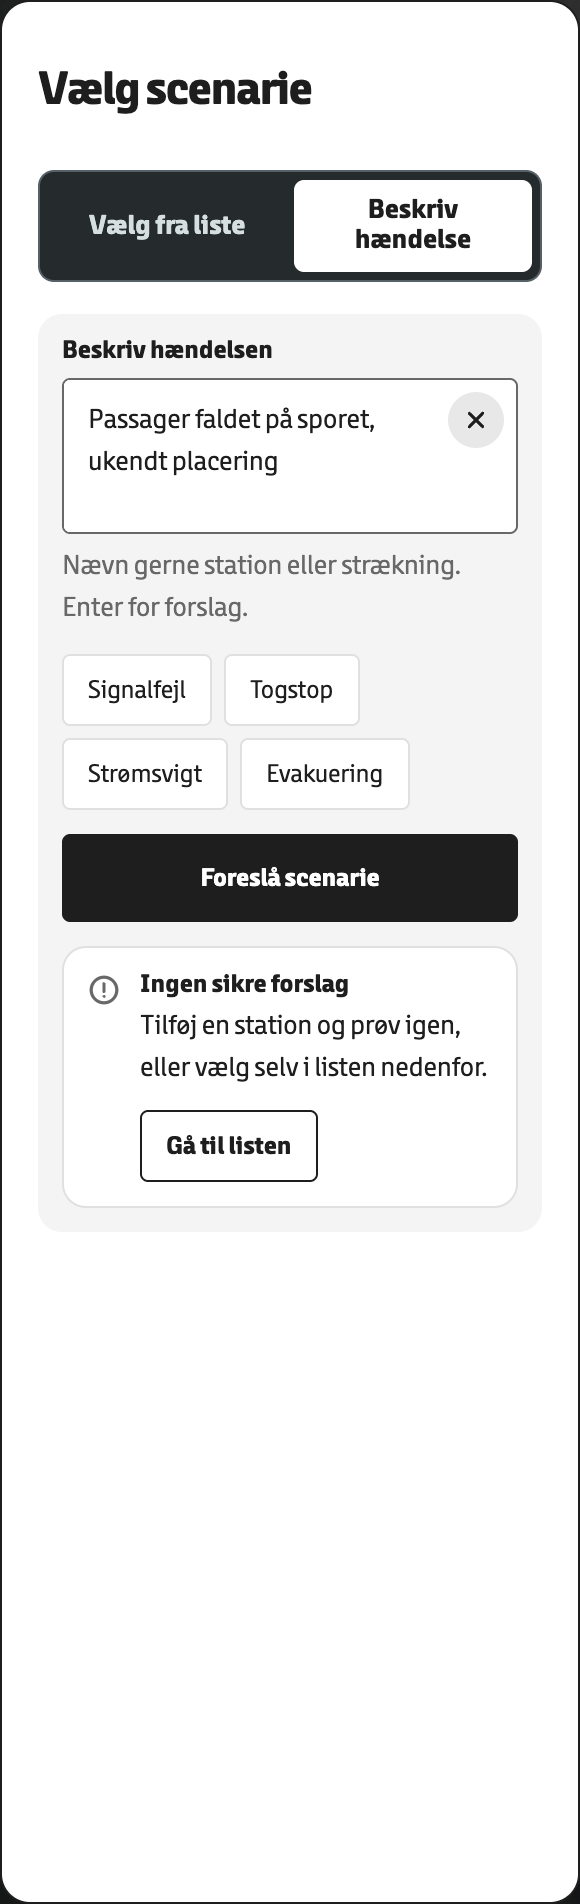 Vælg scenarie
Vælg fra liste
Beskriv
hændelse
Beskriv hændelsen
Passager faldet på sporet,
ukendt placering
Nævn gerne station eller strækning.
Enter for forslag.
Signalfejl
Togstop
Strømsvigt
Evakuering
Foreslå scenarie
Ingen sikre forslag
Tilføj en station og prøv igen,
eller vælg selv i listen nedenfor.
Gå til listen